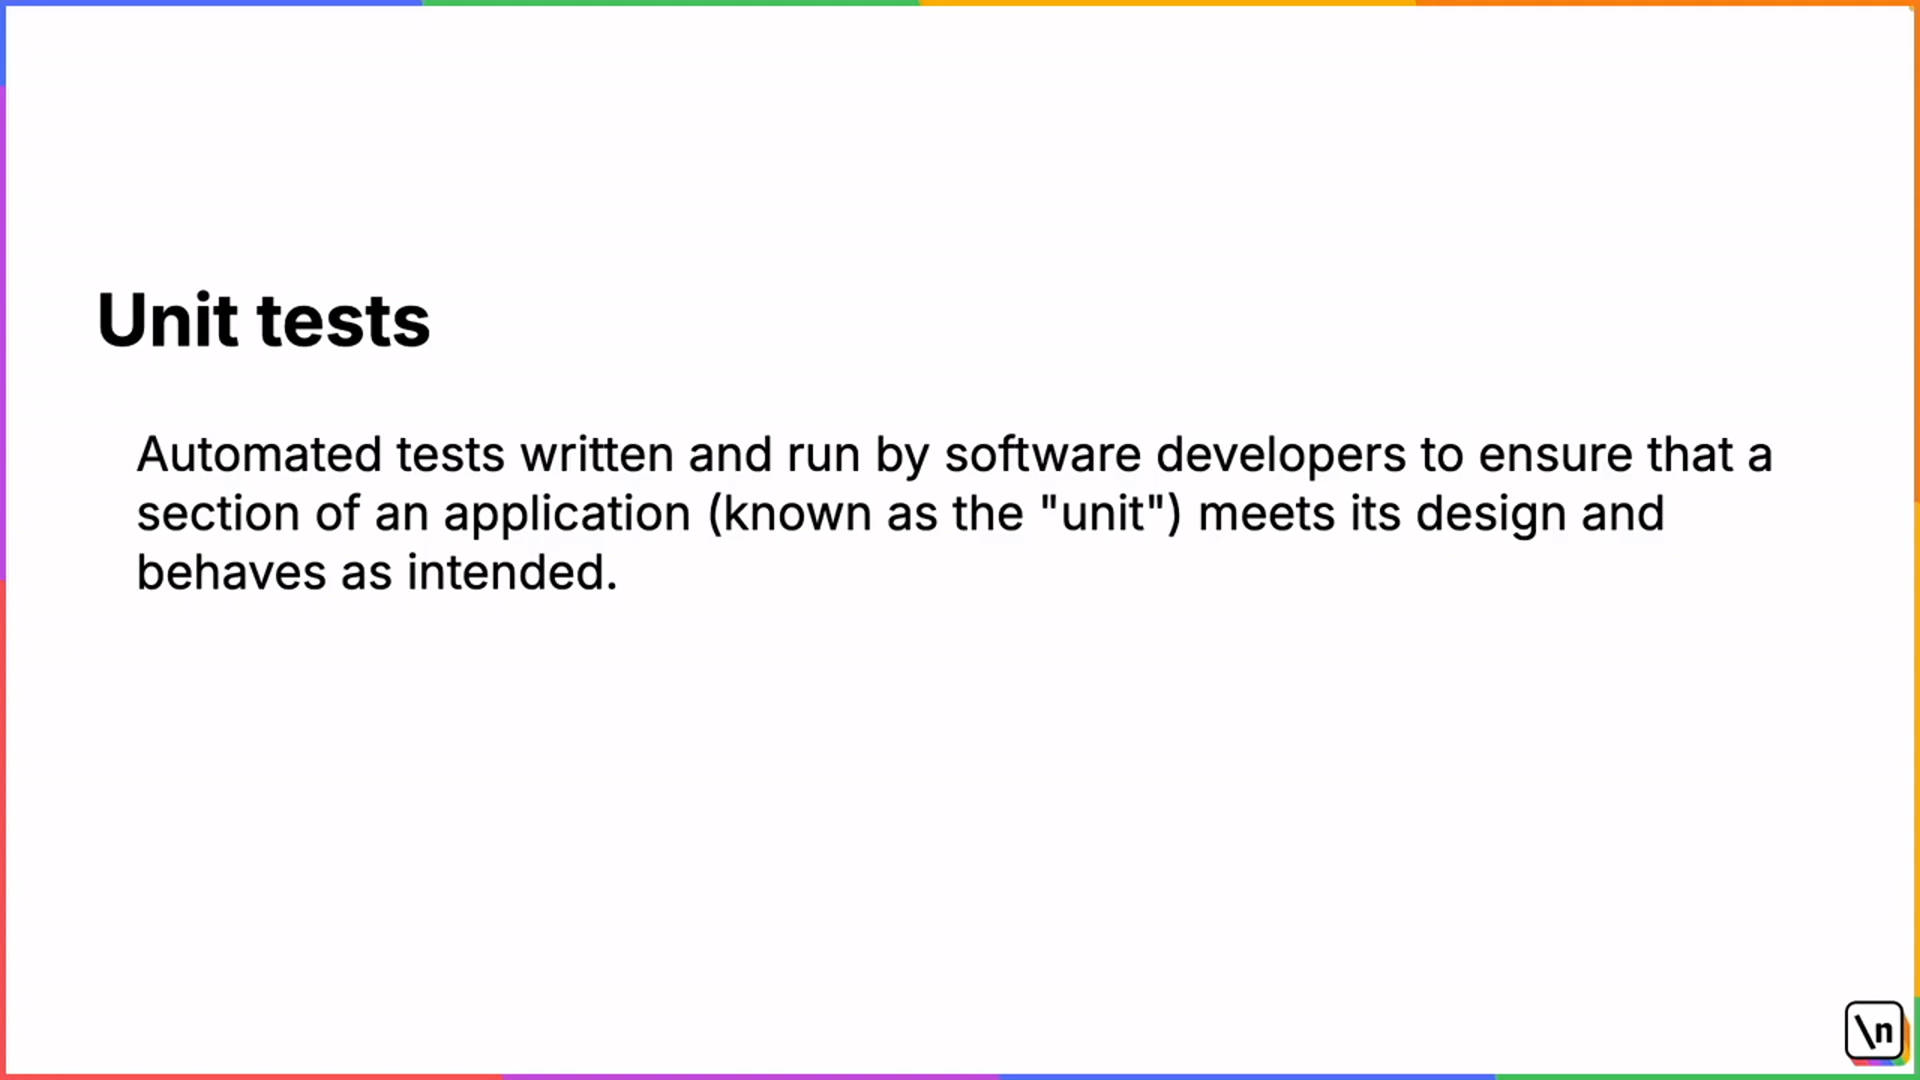 Unit tests
Automated tests written and run by software developers to ensure that a
section of an application (known as the "unit") meets its design and
behaves as intended.
\n